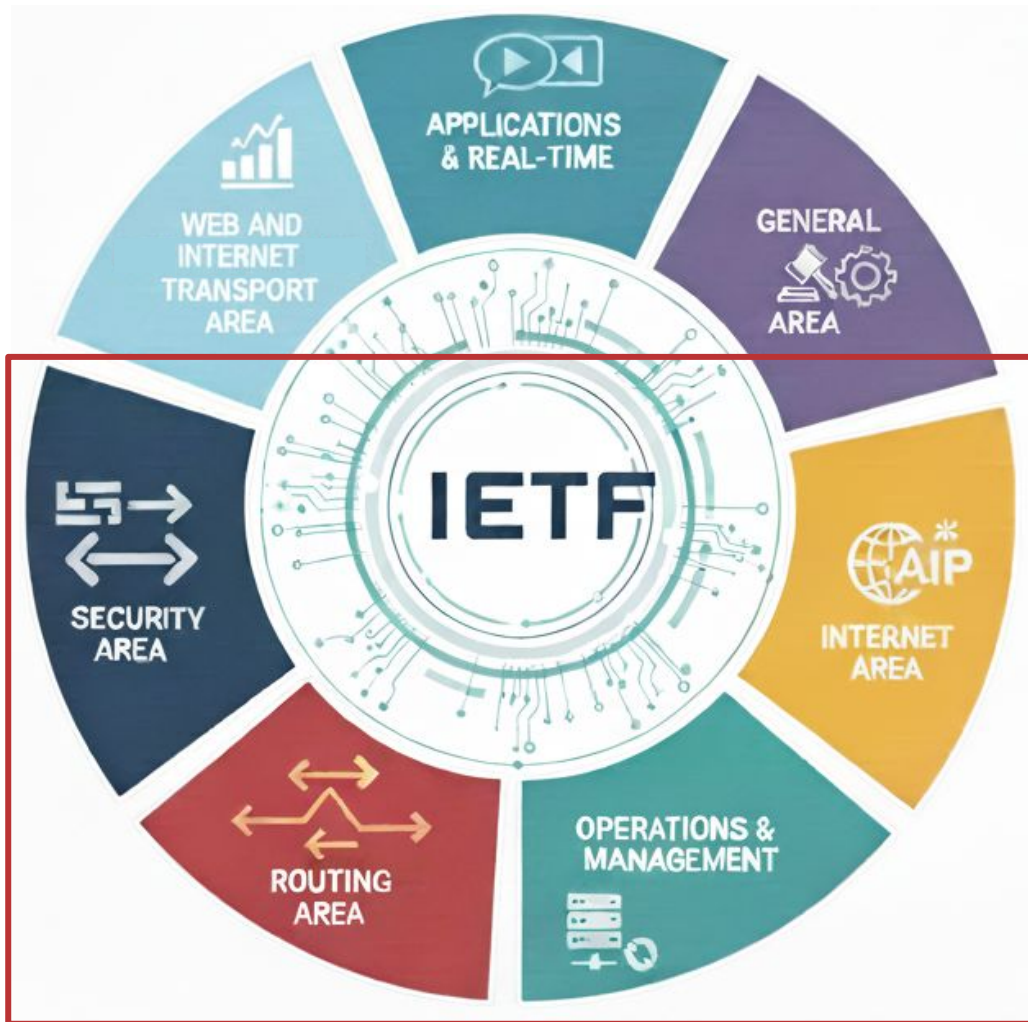 APPLICATIONS
& REAL-TIME
GENERAL
AREA
WEB AND
INTERNET
TRANSPORT
AREA
IETF
SECURITY
AREA
AIP
INTERNET
AREA
OPERATIONS &
MANAGEMENT
ROUTING
AREA